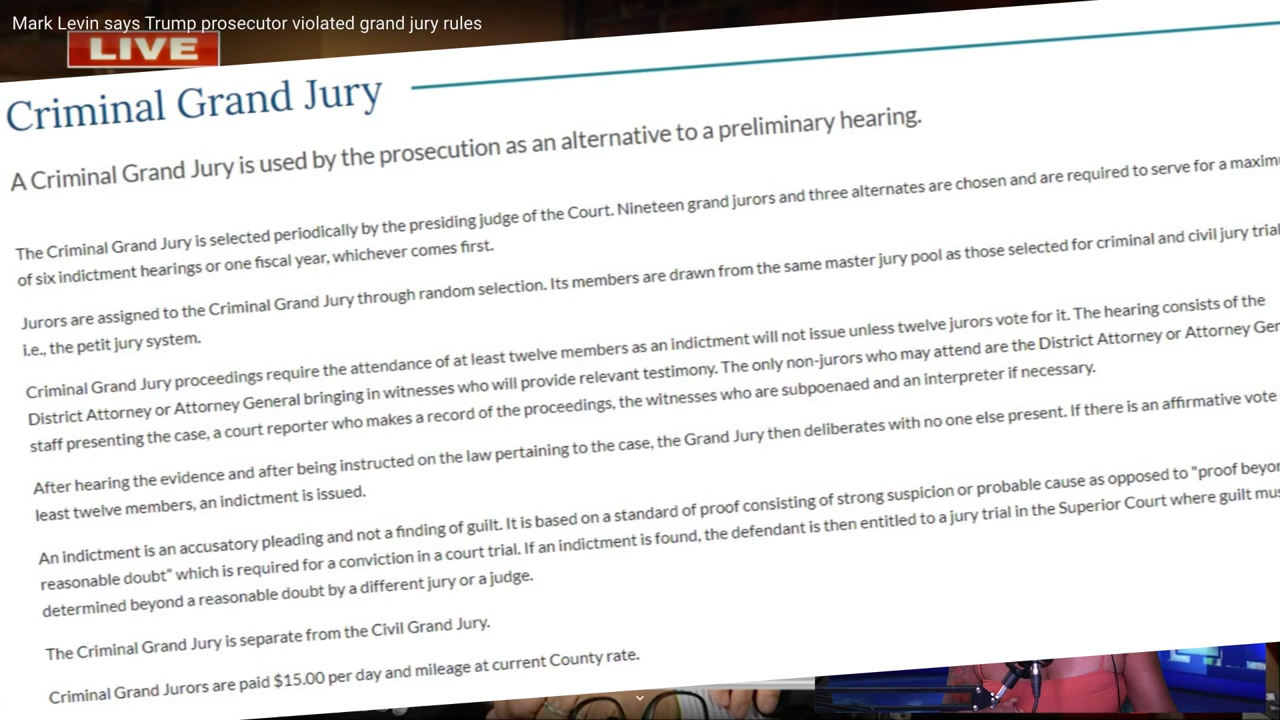 Mark Levin says Trump prosecutor violated grand jury rules
LIVE
Criminal Grand Jury
A Criminal Grand Jury is used by the prosecution as an alternative to a preliminary hearing.
The Criminal Grand Jury is selected periodically by the presiding judge of the Court. Nineteen grand jurors and three alternates are chosen and are required to serve for a
of six indictment hearings or one fiscal year, whichever comes first.
Jurors are assigned to the Criminal Grand Jury through random selection. Its members are drawn from the same master jury pool as those selected for criminal and civil jury
i.e., the petit jury system.
Criminal Grand Jury proceedings require the attendance of at least twelve members as an indictment will not issue unless twelve jurors vote for it. The hearing consists of the
District Attorney or Attorney General bringing in witnesses who will provide relevant testimony. The only non-jurors who may attend are the District Attorney or Attorney
staff presenting the case, a court reporter who makes a record of the proceedings, the witnesses who are subpoenaed and an interpreter if necessary.
After hearing the evidence and after being instructed on the law pertaining to the case, the Grand Jury then deliberates with no one else present. If there is an affirmative vote
least twelve members, an indictment is issued.
An indictment is an accusatory pleading and not a finding of guilt. It is based on a standard of proof consisting of strong suspicion or probable cause as opposed to "proof
reasonable doubt" which is required for a conviction in a court trial. If an indictment is found, the defendant is then entitled to a jury trial in the Superior Court where guilt
determined beyond a reasonable doubt by a different jury or a judge.
The Criminal Grand Jury is separate from the Civil Grand Jury.
Criminal Grand Jurors are paid $15.00 per day and mileage at current County rate.